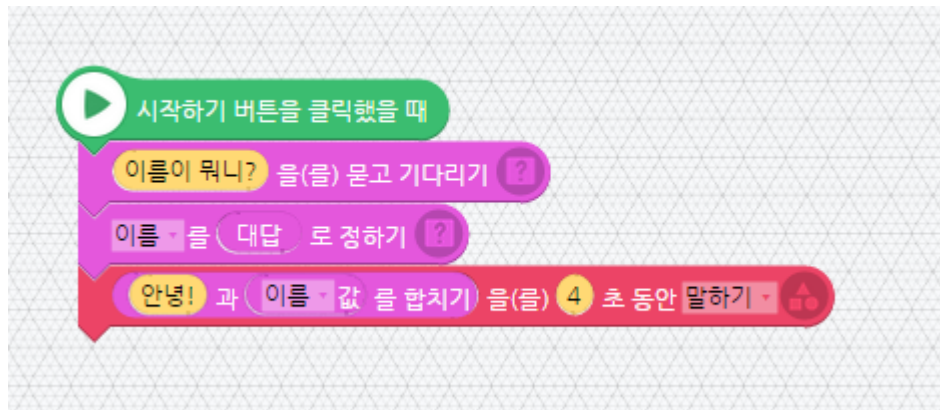 시작하기 버튼을 클릭했을 때
이름이 뭐니? 을(를) 묻고 기다리기 ?
이름 를 대답 로 정하기 ?
안녕! 과 이름 값 를 합치기 을(를) 4 초 동안 말하기